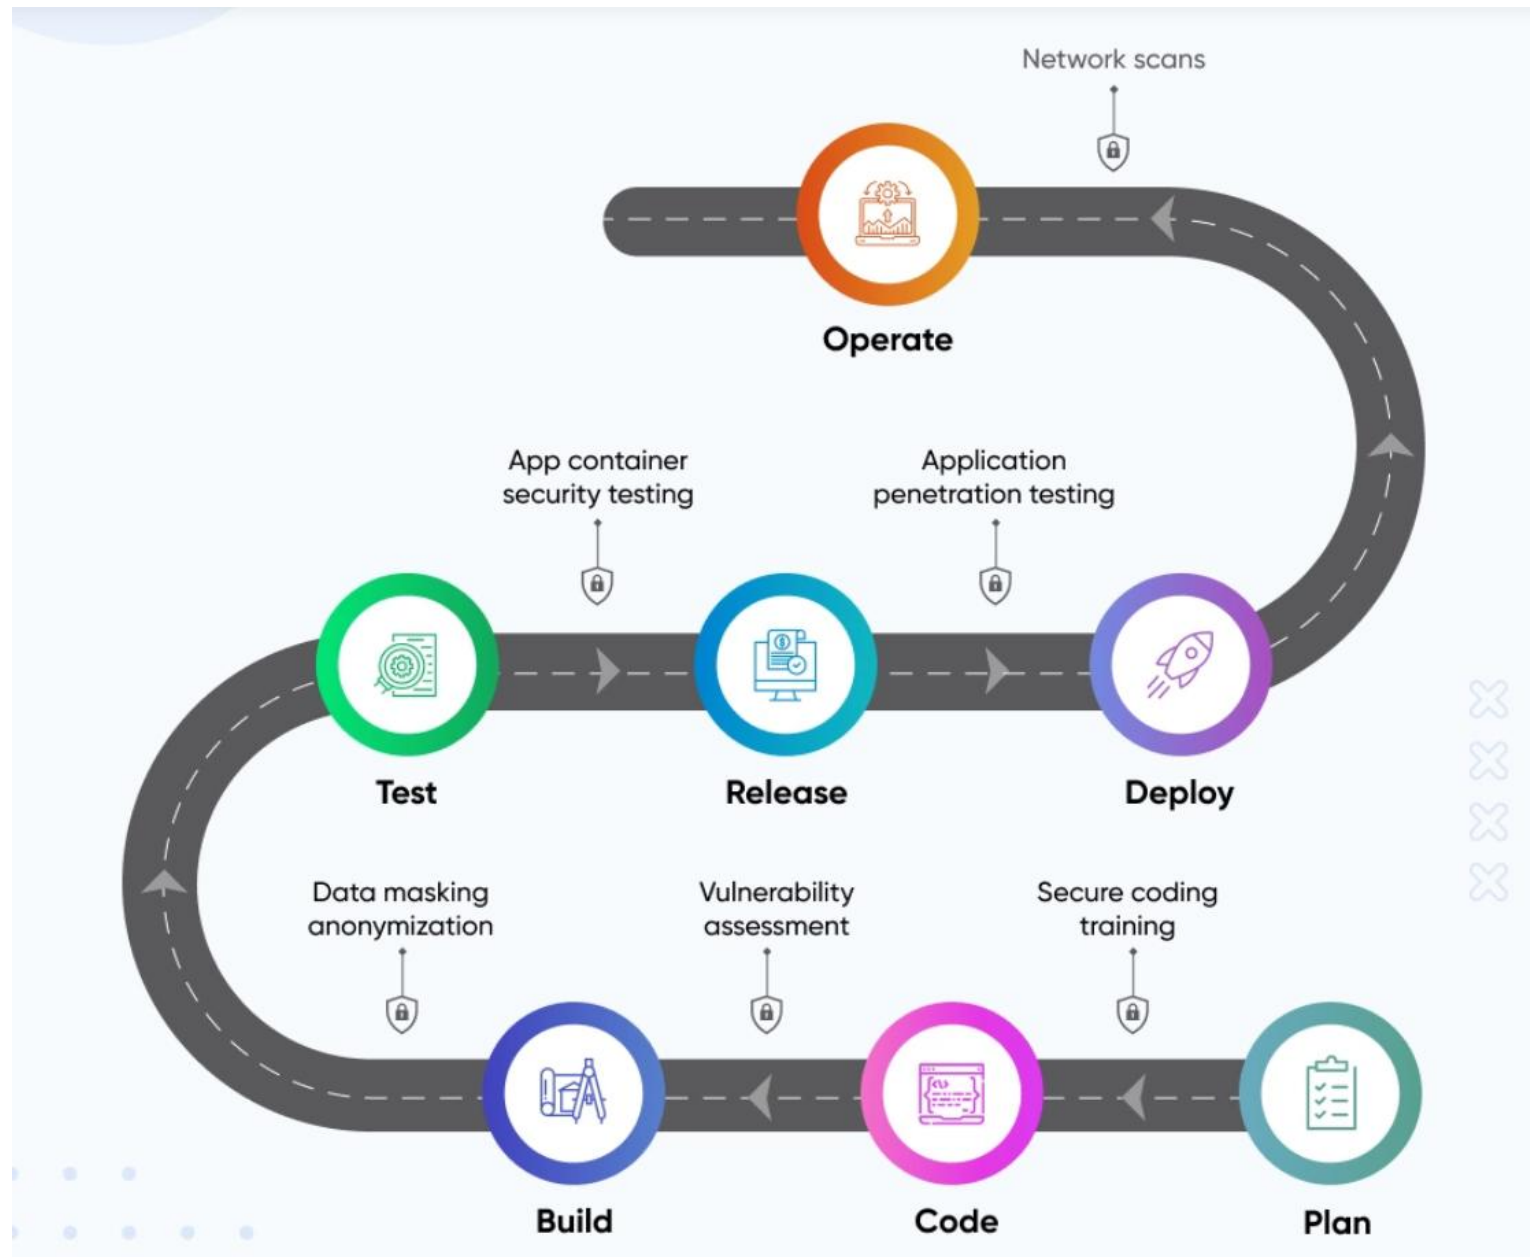 Network scans
Operate
App container
security testing
Application
penetration testing
Test
Release
Deploy
Data masking
anonymization
Vulnerability
assessment
Secure coding
training
Build
Code
Plan